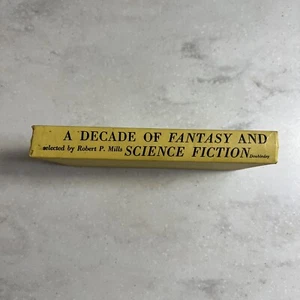 A DECADE OF FANTASY AND
selected by Robert P. Mills SCIENCE FICTION Doubleday